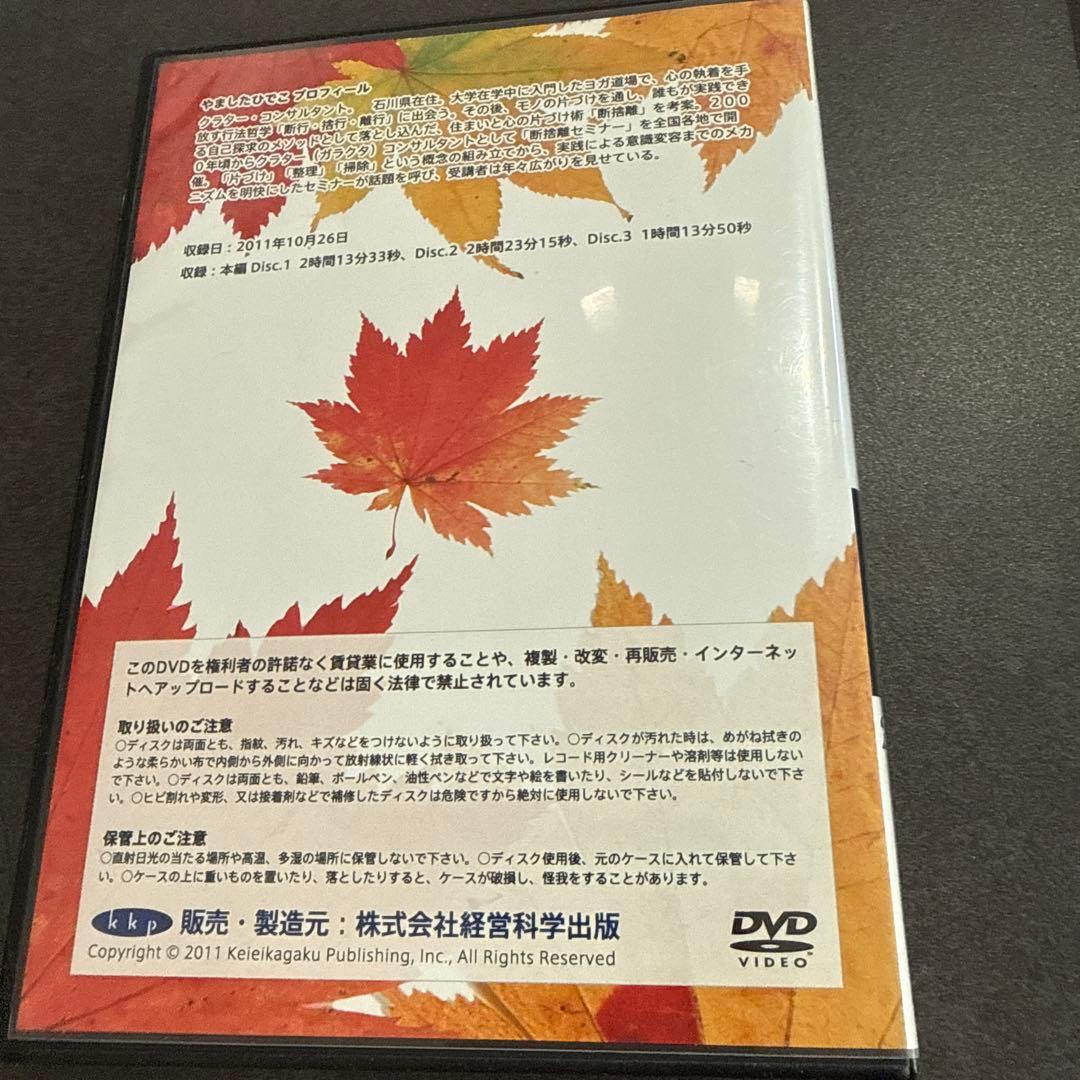 やましたひでこ プロフィール
クラター・コンサルタント。 石川県在住。大学在学中に入門したヨガ道場で、心の執着を手
放す行法哲学「断行・捨行・離行」に出会う。その後、モノの片づけを通し、誰もが実践でき
る自己探求のメソッドとして落とし込んだ、住まいと心の片づけ術「断捨離」を考案。200
0年頃からクラター（ガラクタ）コンサルタントとして「断捨離セミナー」を全国各地で開
催。「片づけ」「整理」「掃除」という概念の組み立てから、実践による意識変容までのメカ
ニズムを明快にしたセミナーが話題を呼び、受講者は年々広がりを見せている。
収録日：2011年10月26日
収録：本編 Disc.1 2時間13分33秒、Disc.2 2時間23分15秒、Disc.3 1時間13分50秒
このDVDを権利者の許諾なく賃貸業に使用することや、複製・改変・再販売・インターネッ
トへアップロードすることなどは固く法律で禁止されています。
取り扱いのご注意
○ディスクは両面とも、指紋、汚れ、キズなどをつけないように取り扱って下さい。○ディスクが汚れた時は、めがね拭きの
ような柔らかい布で内側から外側に向かって放射線状に軽く拭き取って下さい。レコード用クリーナーや溶剤等は使用しない
で下さい。○ディスクは両面とも、鉛筆、ボールペン、油性ペンなどで文字や絵を書いたり、シールなどを貼付しないで下さ
い。○ヒビ割れや変形、又は接着剤などで補修したディスクは危険ですから絶対に使用しないで下さい。
保管上のご注意
○直射日光の当たる場所や高温、多湿の場所に保管しないで下さい。○ディスク使用後、元のケースに入れて保管して下さ
い。○ケースの上に重いものを置いたり、落としたりすると、ケースが破損し、怪我をすることがあります。
kkp 販売・製造元：株式会社経営科学出版
Copyright © 2011 Keieikagaku Publishing, Inc., All Rights Reserved
DVD
VIDEO